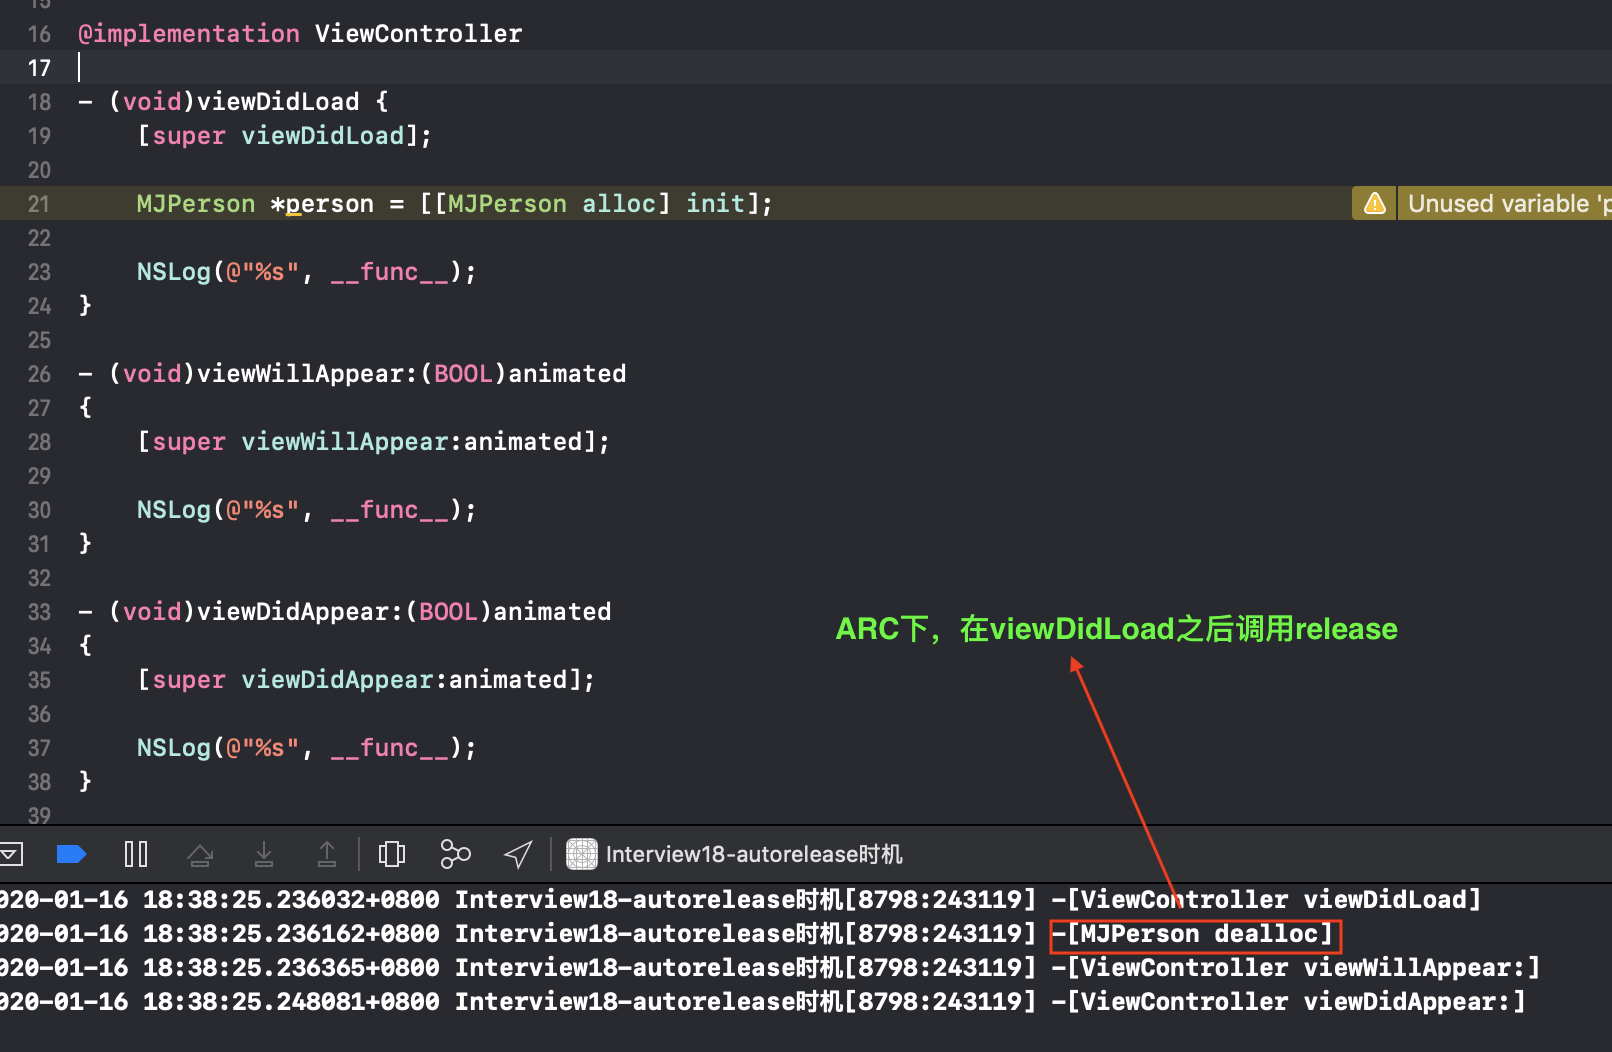 15
16 @implementation ViewController
17
18 - (void)viewDidLoad {
19 [super viewDidLoad];
20
21 MJPerson *person = [[MJPerson alloc] init]; Unused variable 'p
22
23 NSLog(@"%s", __func__);
24 }
25
26 - (void)viewWillAppear:(BOOL)animated
27 {
28 [super viewWillAppear:animated];
29
30 NSLog(@"%s", __func__);
31 }
32
33 - (void)viewDidAppear:(BOOL)animated
ARC下，在viewDidLoad之后调用release
34 {
35 [super viewDidAppear:animated];
36
37 NSLog(@"%s", __func__);
38 }
39
Interview18-autorelease时机
020-01-16 18:38:25.236032+0800 Interview18-autorelease时机[8798:243119] -[ViewController viewDidLoad]
020-01-16 18:38:25.236162+0800 Interview18-autorelease时机[8798:243119] -[MJPerson dealloc]
020-01-16 18:38:25.236365+0800 Interview18-autorelease时机[8798:243119] -[ViewController viewWillAppear:]
020-01-16 18:38:25.248081+0800 Interview18-autorelease时机[8798:243119] -[ViewController viewDidAppear:]